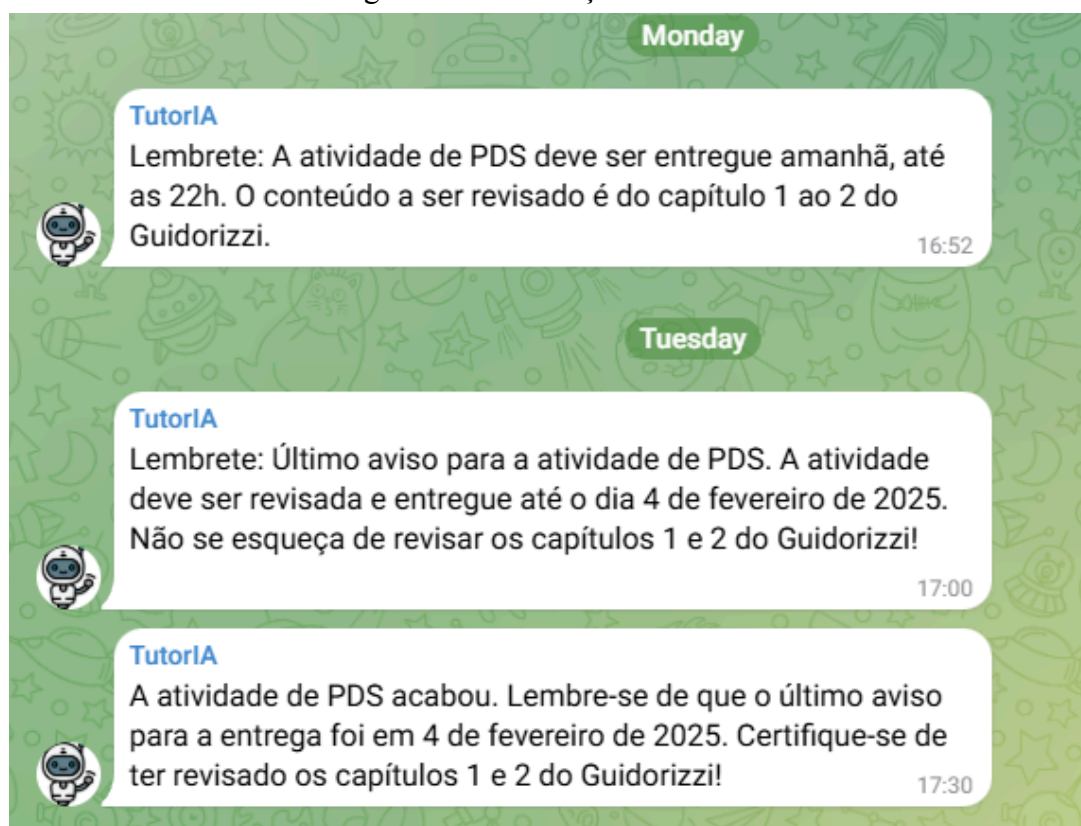 Monday
TutorIA
Lembrete: A atividade de PDS deve ser entregue amanhã, até
as 22h. O conteúdo a ser revisado é do capítulo 1 ao 2 do
Guidorizzi.
16:52
Tuesday
TutorIA
Lembrete: Último aviso para a atividade de PDS. A atividade
deve ser revisada e entregue até o dia 4 de fevereiro de 2025.
Não se esqueça de revisar os capítulos 1 e 2 do Guidorizzi!
17:00
TutorIA
A atividade de PDS acabou. Lembre-se de que o último aviso
para a entrega foi em 4 de fevereiro de 2025. Certifique-se de
ter revisado os capítulos 1 e 2 do Guidorizzi!
17:30